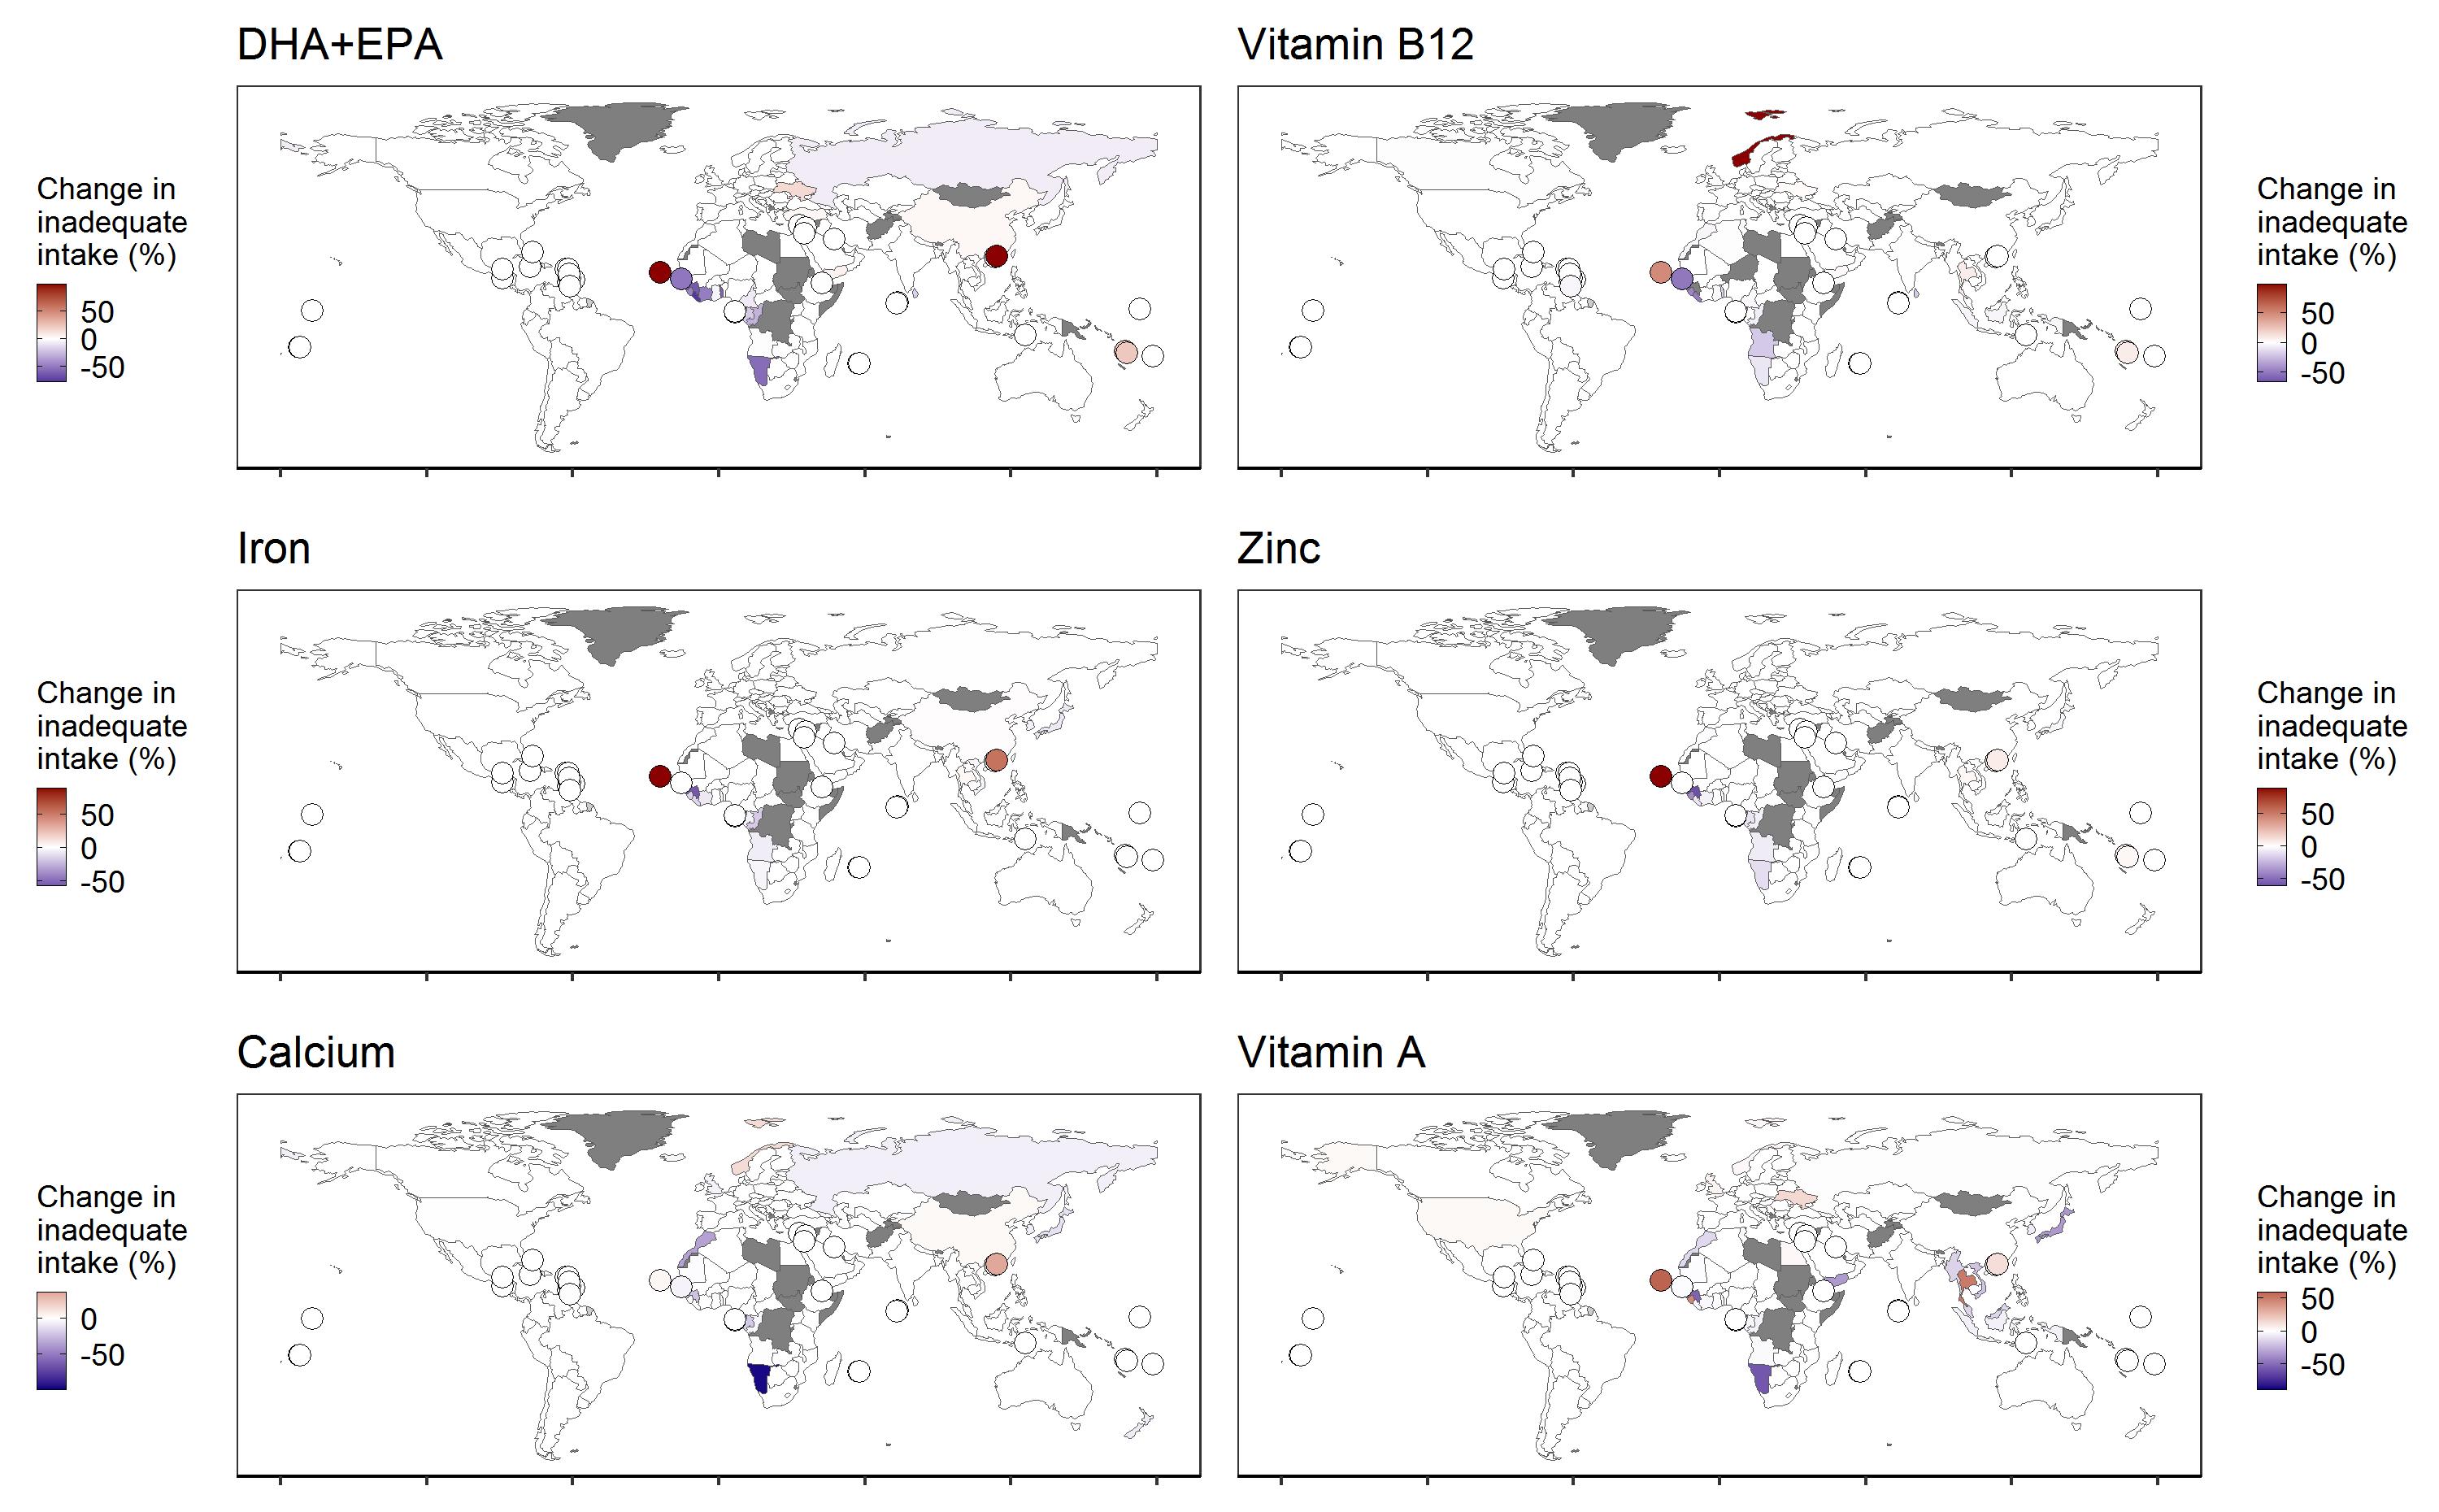 DHA+EPA
Vitamin B12
Change in
inadequate
intake (%)
50
0
-50
Change in
inadequate
intake (%)
50
0
-50
Iron
Zinc
Change in
inadequate
intake (%)
50
0
-50
Change in
inadequate
intake (%)
50
0
-50
Calcium
Vitamin A
Change in
inadequate
intake (%)
0
-50
Change in
inadequate
intake (%)
50
0
-50